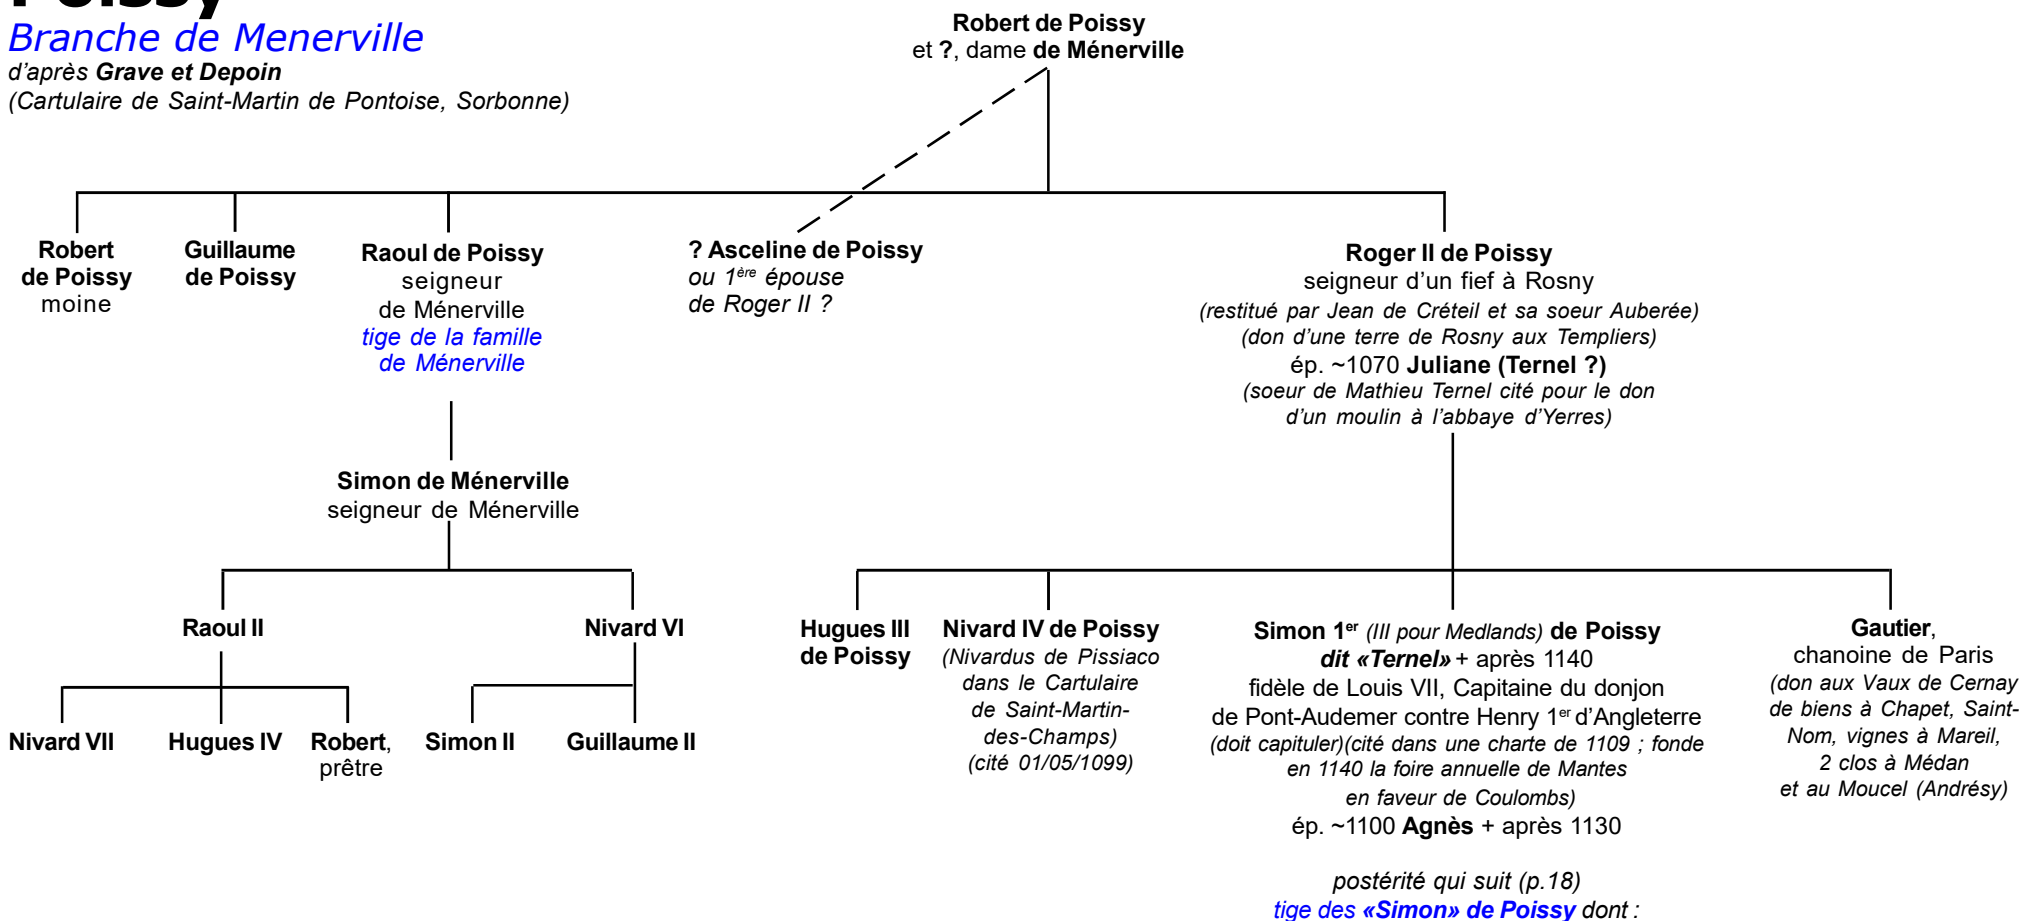 Poissy
Branche de Menerville
d'après Grave et Depoin
(Cartulaire de Saint-Martin de Pontoise, Sorbonne)
Robert de Poissy
et ?, dame de Ménerville
Robert
de Poissy
moine
Guillaume
de Poissy
Raoul de Poissy
seigneur
de Ménerville
tige de la famille
de Ménerville
? Asceline de Poissy
ou 1ère épouse
de Roger II ?
Roger II de Poissy
seigneur d'un fief à Rosny
(restitué par Jean de Créteil et sa soeur Auberée)
(don d'une terre de Rosny aux Templiers)
ép. ~1070 Juliane (Ternel ?)
(soeur de Mathieu Ternel cité pour le don
d'un moulin à l'abbaye d'Yerres)
Simon de Ménerville
seigneur de Ménerville
Raoul II
Nivard VI
Nivard VII
Hugues IV
Robert,
prêtre
Simon II
Guillaume II
Hugues III
de Poissy
Nivard IV de Poissy
(Nivardus de Pissiaco
dans le Cartulaire
de Saint-Martin-
des-Champs)
(cité 01/05/1099)
Simon 1er (III pour Medlands) de Poissy
dit «Ternel» + après 1140
fidèle de Louis VII, Capitaine du donjon
de Pont-Audemer contre Henry 1er d'Angleterre
(doit capituler)(cité dans une charte de 1109 ; fonde
en 1140 la foire annuelle de Mantes
en faveur de Coulombs)
ép. ~1100 Agnès + après 1130
postérité qui suit (p.18)
tige des «Simon» de Poissy dont :
Gautier,
chanoine de Paris
(don aux Vaux de Cernay
de biens à Chapet, Saint-
Nom, vignes à Mareil,
2 clos à Médan
et au Moucel (Andrésy)